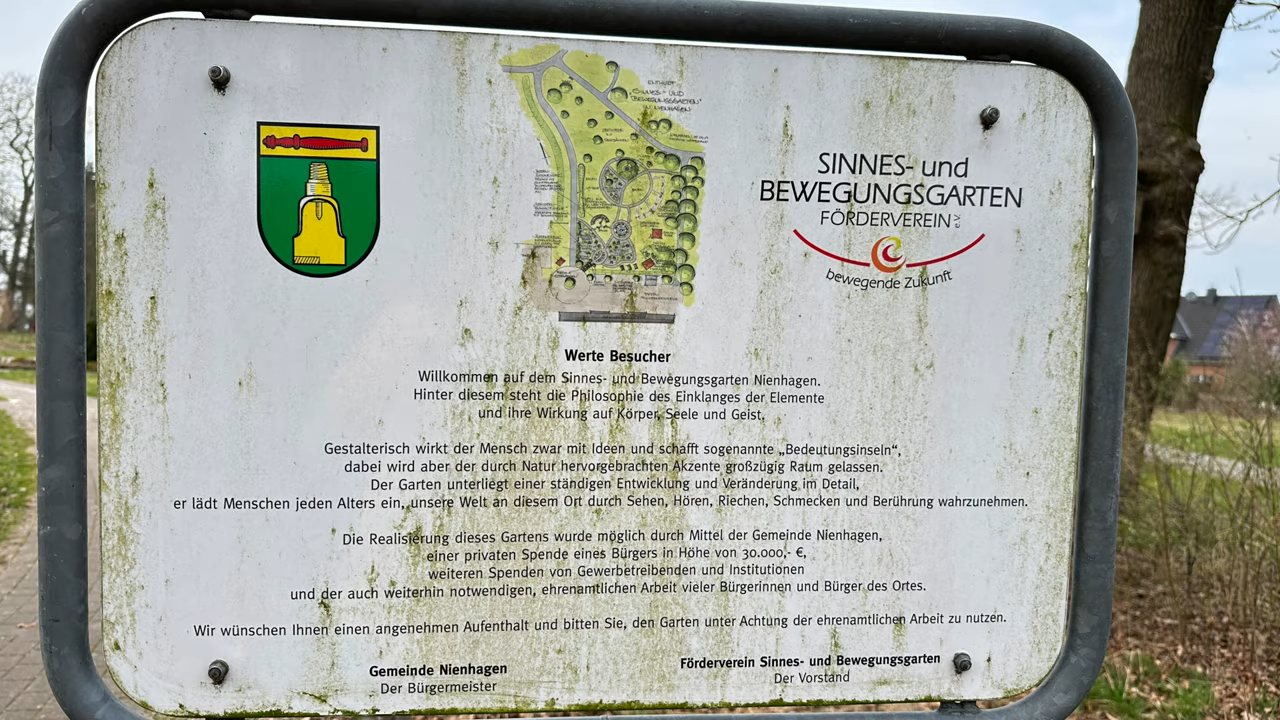 ENTWURF
"SINNES- UND
BEWEGUNGSGARTEN"
IN NIENHAGEN
SINNES- und
BEWEGUNGSGARTEN
FÖRDERVEREIN e.V.
bewegende Zukunft
Werte Besucher
Willkommen auf dem Sinnes- und Bewegungsgarten Nienhagen.
Hinter diesem steht die Philosophie des Einklanges der Elemente
und ihre Wirkung auf Körper, Seele und Geist.
Gestalterisch wirkt der Mensch zwar mit Ideen und schafft sogenannte „Bedeutungsinseln“,
dabei wird aber der durch Natur hervorgebrachten Akzente großzügig Raum gelassen.
Der Garten unterliegt einer ständigen Entwicklung und Veränderung im Detail,
er lädt Menschen jeden Alters ein, unsere Welt an diesem Ort durch Sehen, Hören, Riechen, Schmecken und Berührung wahrzunehmen.
Die Realisierung dieses Gartens wurde möglich durch Mittel der Gemeinde Nienhagen,
einer privaten Spende eines Bürgers in Höhe von 30.000,- €,
weiteren Spenden von Gewerbetreibenden und Institutionen
und der auch weiterhin notwendigen, ehrenamtlichen Arbeit vieler Bürgerinnen und Bürger des Ortes.
Wir wünschen Ihnen einen angenehmen Aufenthalt und bitten Sie, den Garten unter Achtung der ehrenamtlichen Arbeit zu nutzen.
Gemeinde Nienhagen
Der Bürgermeister
Förderverein Sinnes- und Bewegungsgarten
Der Vorstand